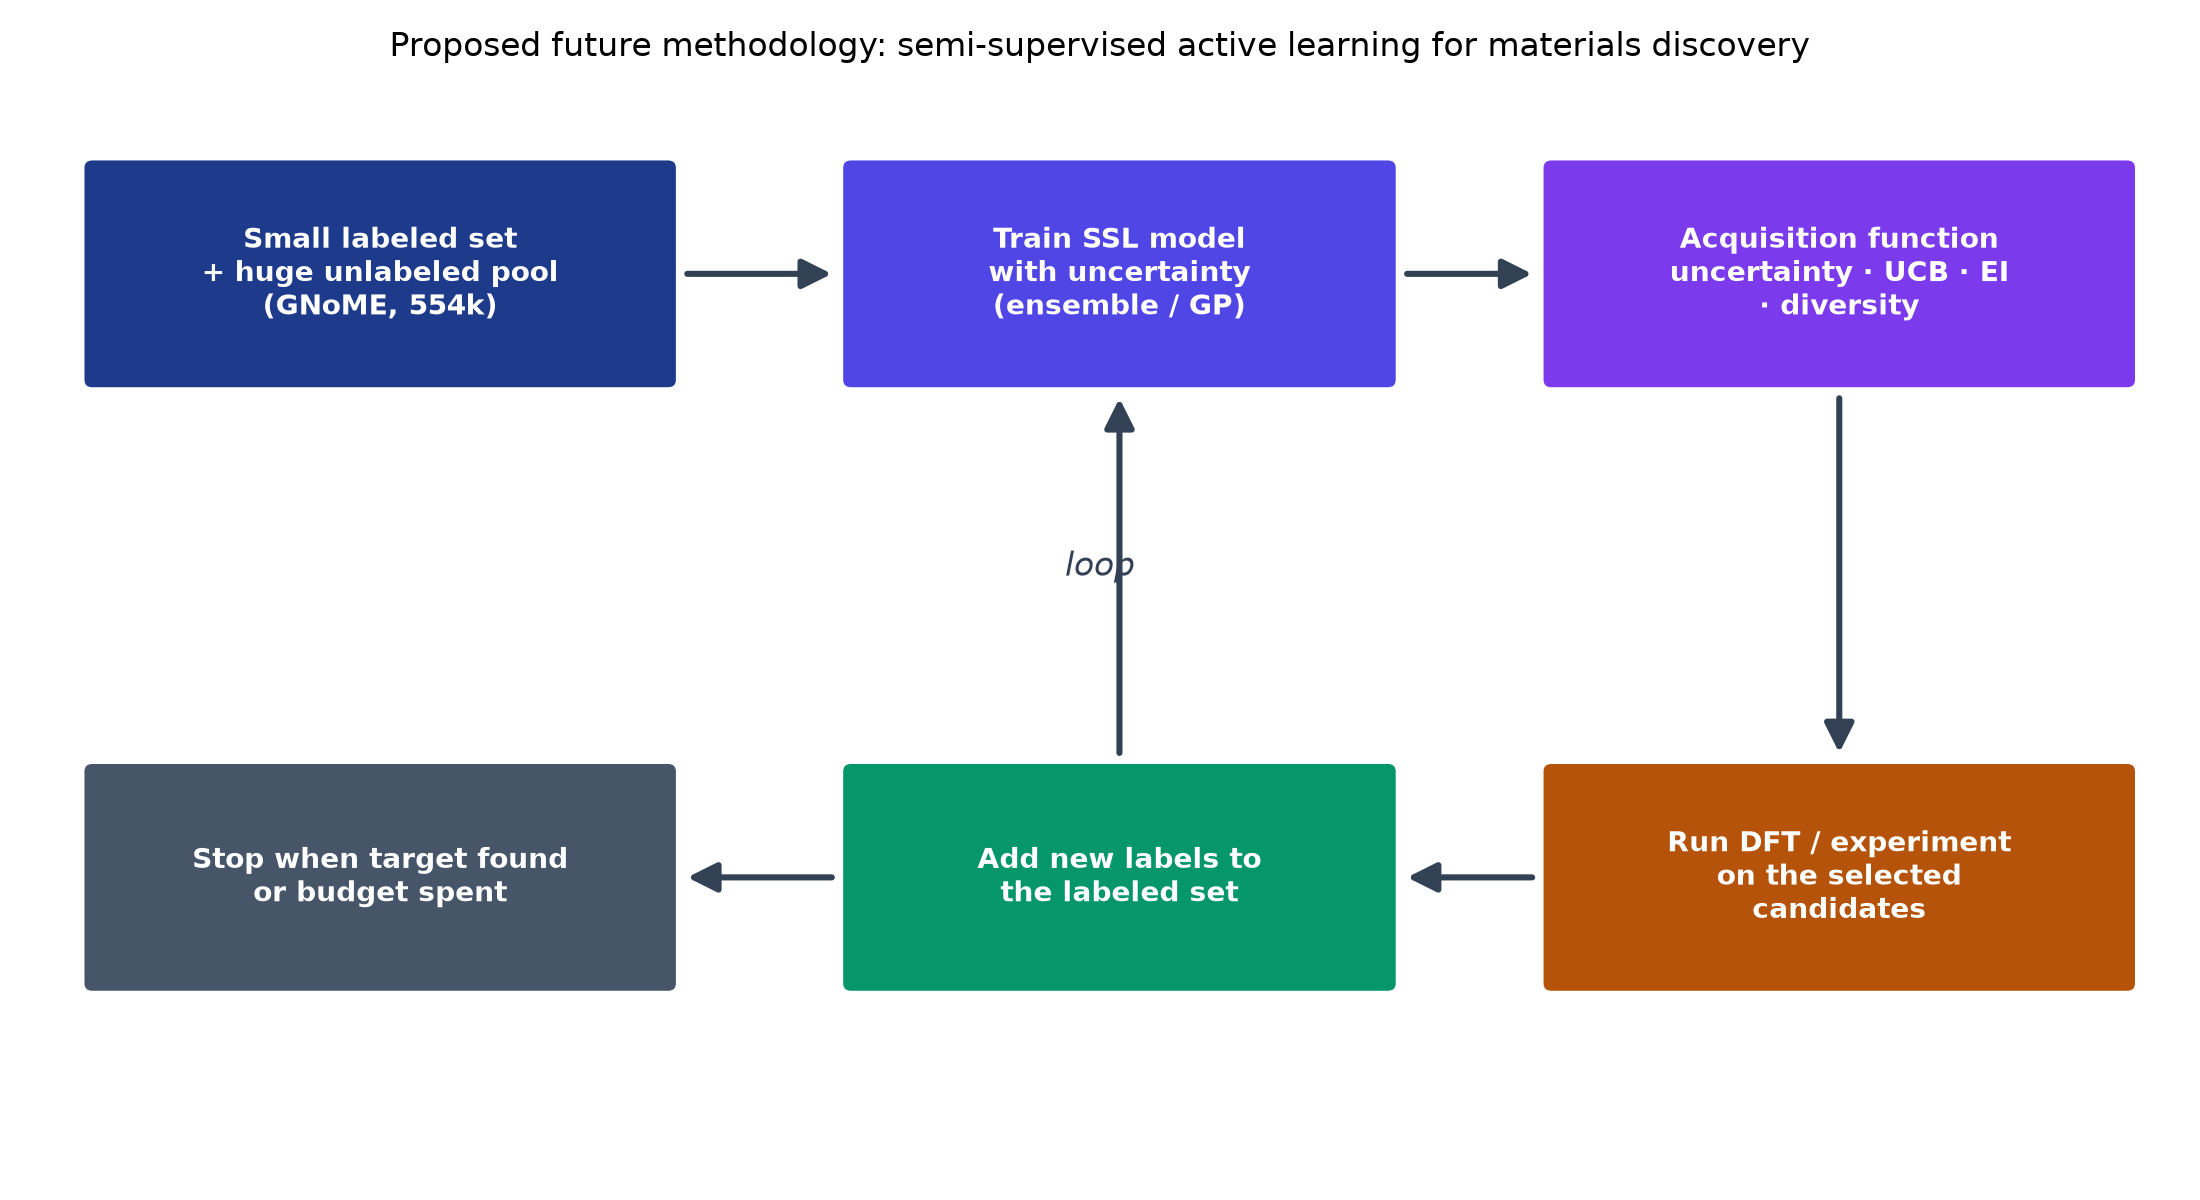 Proposed future methodology: semi-supervised active learning for materials discovery
Small labeled set
+ huge unlabeled pool
(GNoME, 554k)
Train SSL model
with uncertainty
(ensemble / GP)
Acquisition function
uncertainty · UCB · EI
· diversity
loop
Stop when target found
or budget spent
Add new labels to
the labeled set
Run DFT / experiment
on the selected
candidates